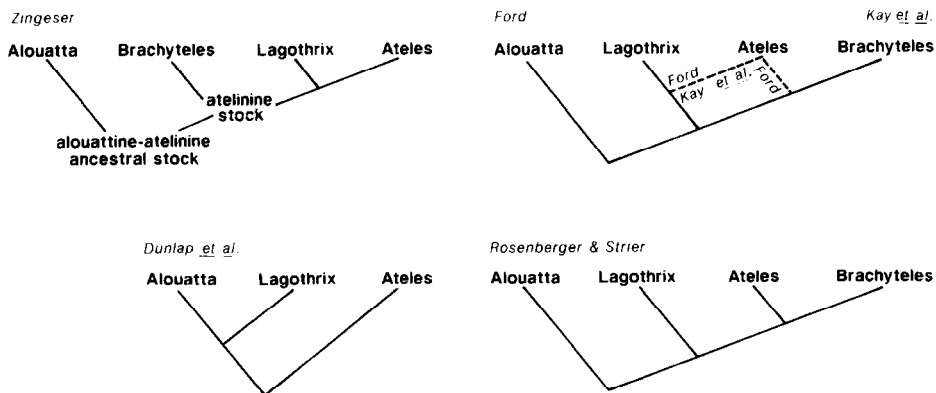 Zingeser
Alouatta Brachyteles Lagothrix Ateles
atelinine
stock
alouattine-atelinine
ancestral stock
Ford Kay et al.
Alouatta Lagothrix Ateles Brachyteles
Ford
Kay et al.
Ford
Dunlap et al.
Alouatta Lagothrix Ateles
Rosenberger & Strier
Alouatta Lagothrix Ateles Brachyteles